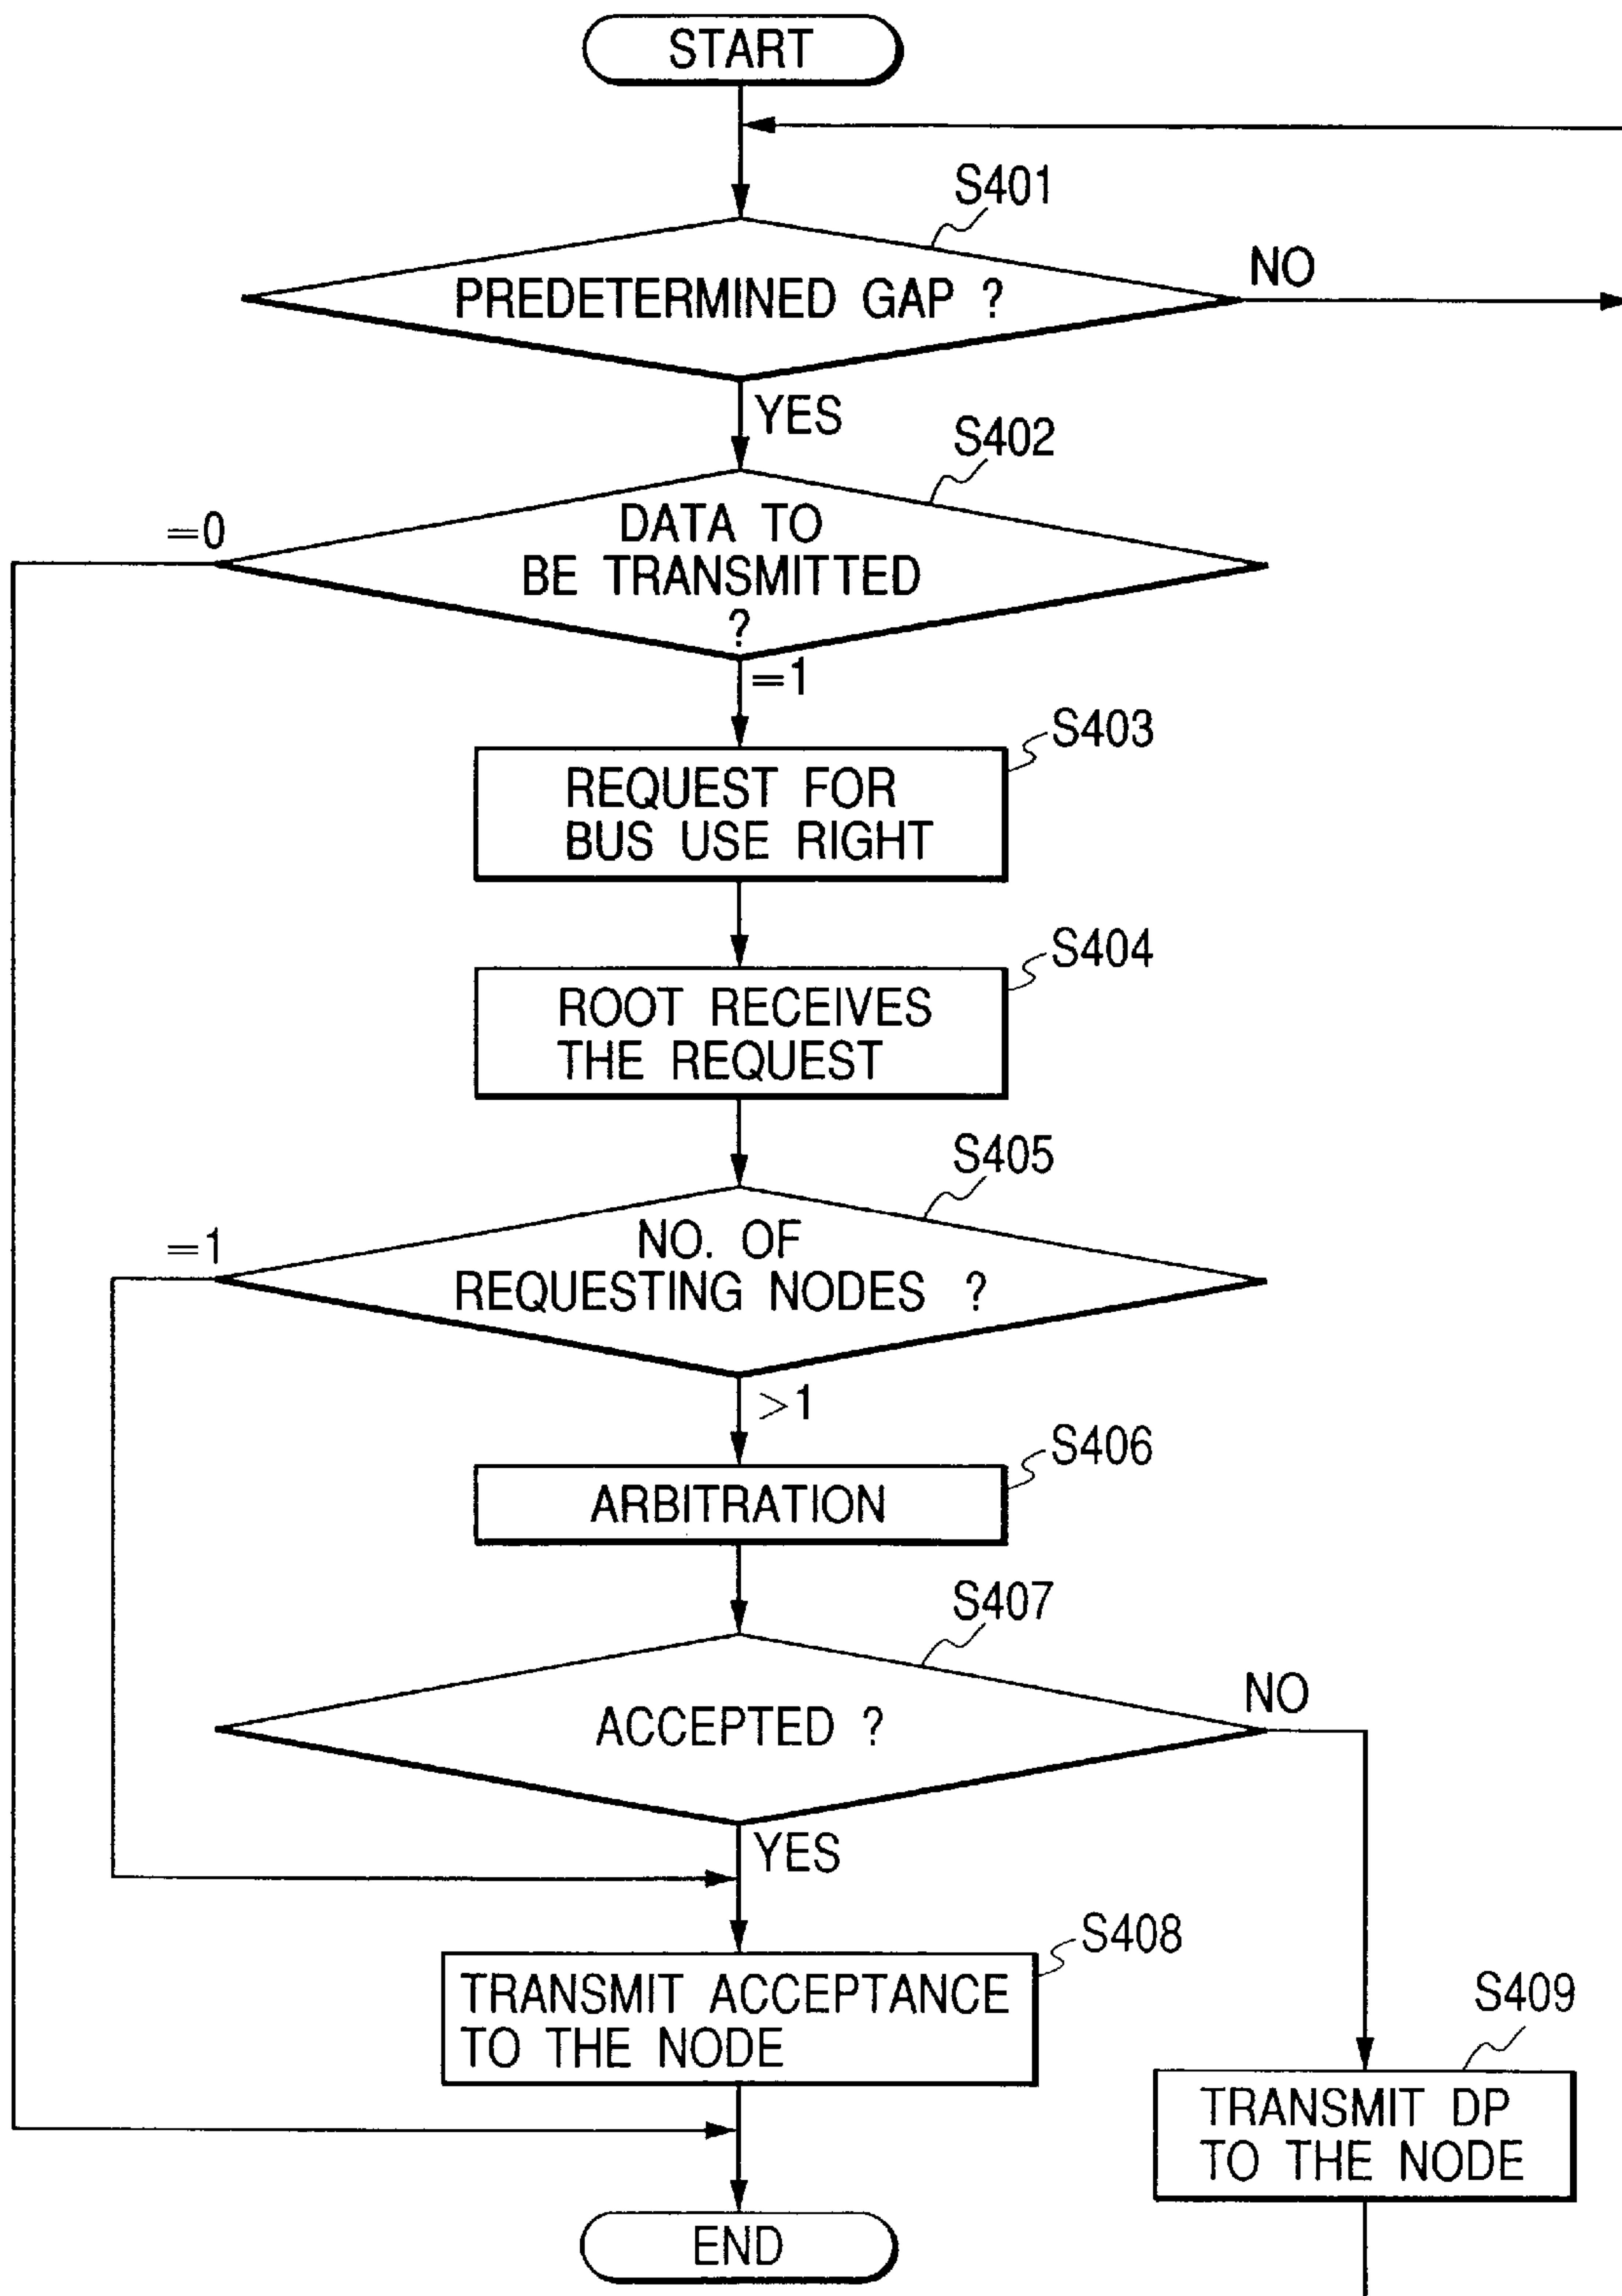 START
S401
PREDETERMINED GAP ?
NO
YES
S402
=0
DATA TO
BE TRANSMITTED
?
=1
S403
REQUEST FOR
BUS USE RIGHT
S404
ROOT RECEIVES
THE REQUEST
S405
=1
NO. OF
REQUESTING NODES ?
>1
S406
ARBITRATION
S407
ACCEPTED ?
NO
YES
S408
TRANSMIT ACCEPTANCE
TO THE NODE
S409
TRANSMIT DP
TO THE NODE
END